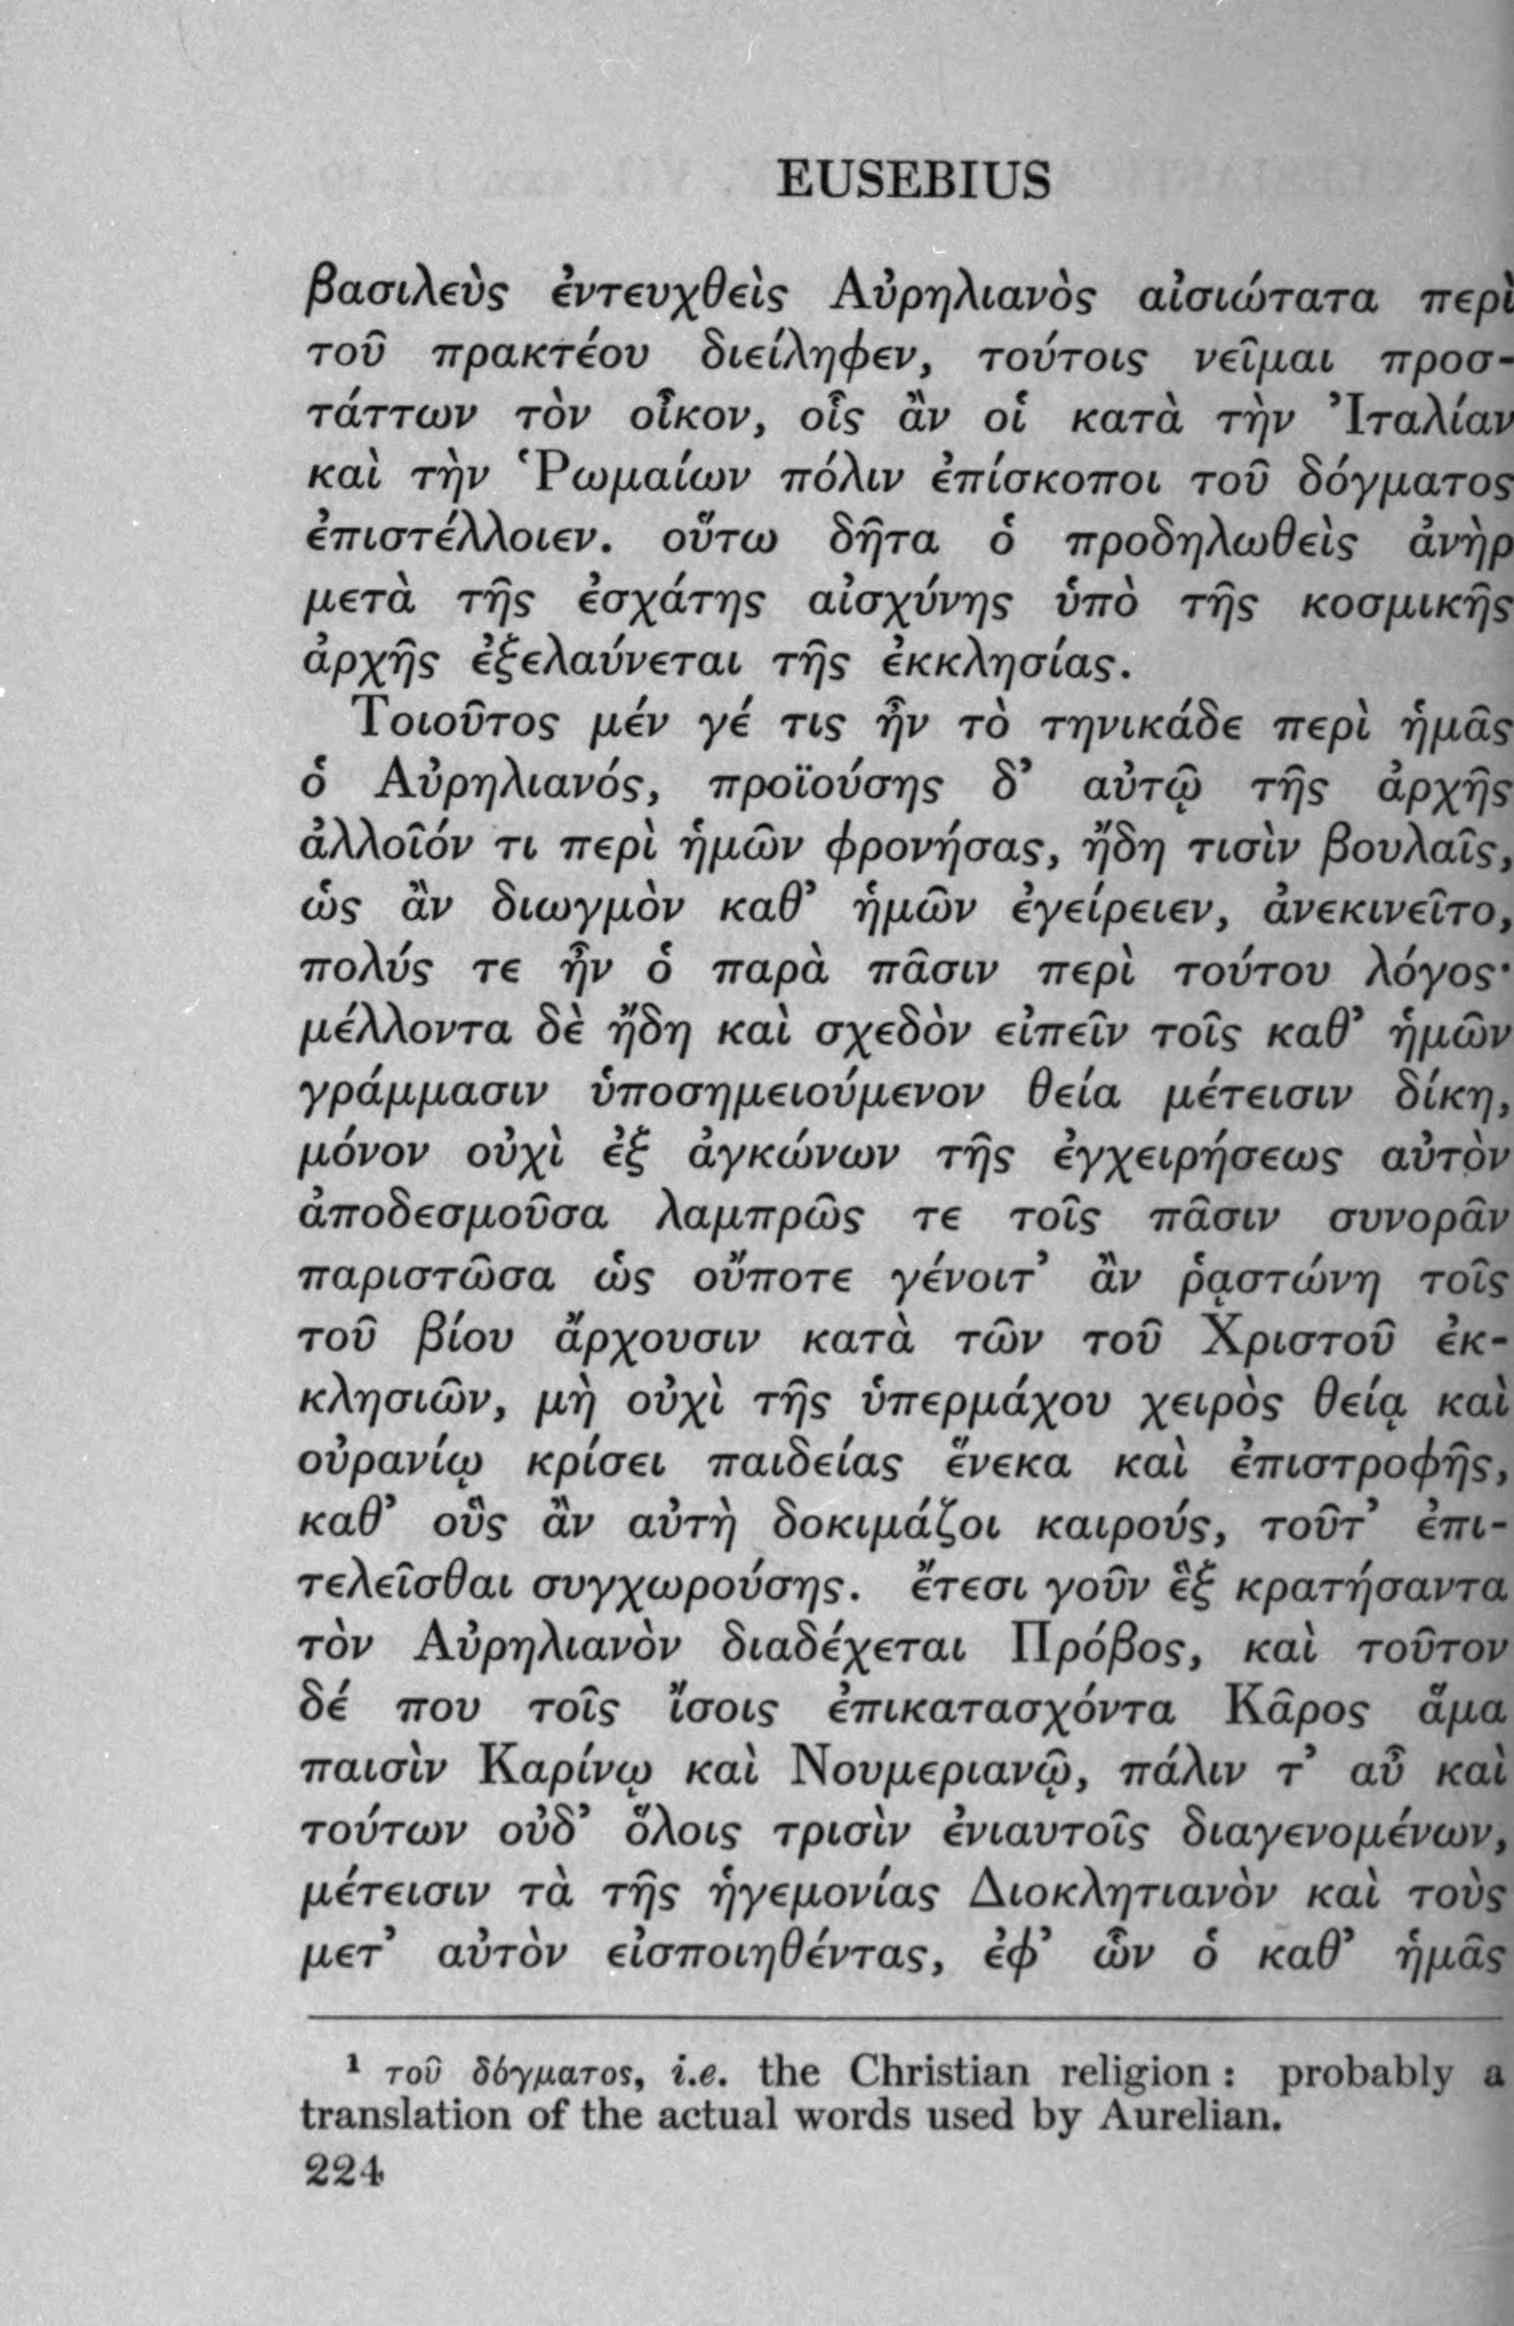 EUSEBIUS
βασιλεὺς ἐντευχθεὶς Αὐρηλιανὸς αἰσιώτατα περὶ
τοῦ πρακτέου διείληφεν, τούτοις νεῖμαι προσ-
τάττων τὸν οἶκον, οἷς ἂν οἱ κατὰ τὴν Ἰταλίαν
καὶ τὴν Ῥωμαίων πόλιν ἐπίσκοποι τοῦ δόγματος
ἐπιστέλλοιεν. οὕτω δῆτα ὁ προδηλωθεὶς ἀνὴρ
μετὰ τῆς ἐσχάτης αἰσχύνης ὑπὸ τῆς κοσμικῆς
ἀρχῆς ἐξελαύνεται τῆς ἐκκλησίας.
Τοιοῦτος μέν γέ τις ἦν τὸ τηνικάδε περὶ ἡμᾶς
ὁ Αὐρηλιανός, προϊούσης δ’ αὐτῷ τῆς ἀρχῆς
ἀλλοῖόν τι περὶ ἡμῶν φρονήσας, ἤδη τισὶν βουλαῖς,
ὡς ἂν διωγμὸν καθ’ ἡμῶν ἐγείρειεν, ἀνεκινεῖτο,
πολύς τε ἦν ὁ παρὰ πᾶσιν περὶ τούτου λόγος·
μέλλοντα δὲ ἤδη καὶ σχεδὸν εἰπεῖν τοῖς καθ’ ἡμῶν
γράμμασιν ὑποσημειούμενον θεία μέτεισιν δίκη,
μόνον οὐχὶ ἐξ ἀγκώνων τῆς ἐγχειρήσεως αὐτὸν
ἀποδεσμοῦσα λαμπρῶς τε τοῖς πᾶσιν συνορᾶν
παριστῶσα ὡς οὔποτε γένοιτ’ ἂν ῥᾳστώνη τοῖς
τοῦ βίου ἄρχουσιν κατὰ τῶν τοῦ Χριστοῦ ἐκ-
κλησιῶν, μὴ οὐχὶ τῆς ὑπερμάχου χειρὸς θείᾳ καὶ
οὐρανίῳ κρίσει παιδείας ἕνεκα καὶ ἐπιστροφῆς,
καθ’ οὓς ἂν αὐτὴ δοκιμάζοι καιρούς, τοῦτ’ ἐπι-
τελεῖσθαι συγχωρούσης. ἔτεσι γοῦν ἓξ κρατήσαντα
τὸν Αὐρηλιανὸν διαδέχεται Πρόβος, καὶ τοῦτον
δέ που τοῖς ἴσοις ἐπικατασχόντα Κᾶρος ἅμα
παισὶν Καρίνῳ καὶ Νουμεριανῷ, πάλιν τ’ αὖ καὶ
τούτων οὐδ’ ὅλοις τρισὶν ἐνιαυτοῖς διαγενομένων,
μέτεισιν τὰ τῆς ἡγεμονίας Διοκλητιανὸν καὶ τοὺς
μετ’ αὐτὸν εἰσποιηθέντας, ἐφ’ ὧν ὁ καθ’ ἡμᾶς
¹ τοῦ δόγματος, i.e. the Christian religion : probably a
translation of the actual words used by Aurelian.
224